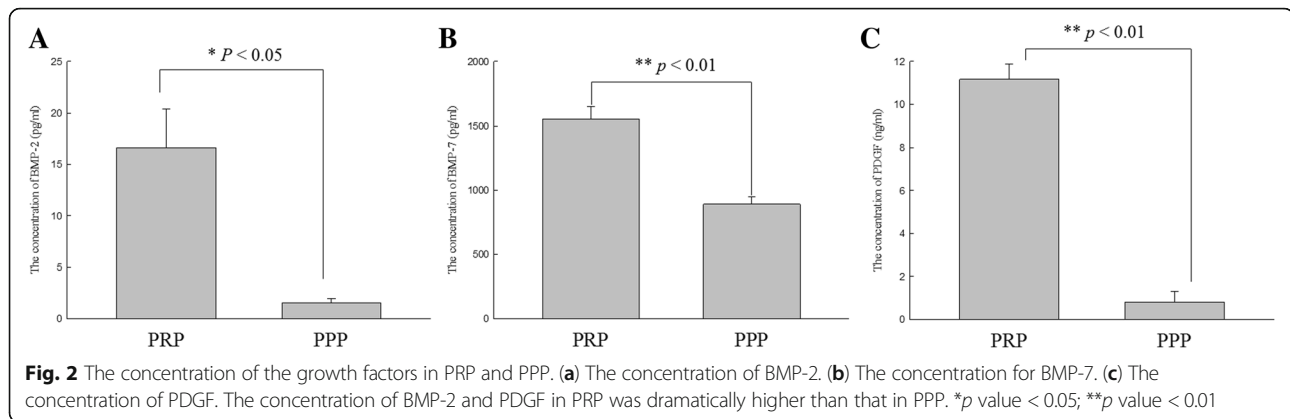 A
* P < 0.05
The concentration of BMP-2 (pg/ml)
25
20
15
10
5
0
PRP PPP
B
** p < 0.01
The concentration of BMP-7 (pg/ml)
2000
1500
1000
500
0
PRP PPP
C
** p < 0.01
The concentration of PDGF (ng/ml)
12
10
8
6
4
2
0
PRP PPP
Fig. 2 The concentration of the growth factors in PRP and PPP. (a) The concentration of BMP-2. (b) The concentration for BMP-7. (c) The
concentration of PDGF. The concentration of BMP-2 and PDGF in PRP was dramatically higher than that in PPP. *p value < 0.05; **p value < 0.01